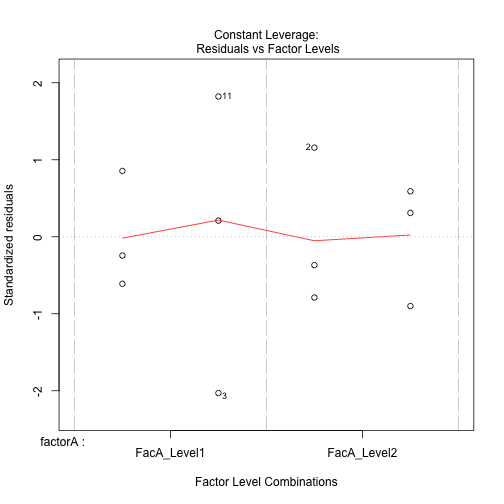 Constant Leverage:
Residuals vs Factor Levels
Standardized residuals
2
1
0
-1
-2
11
2
3
factorA :
FacA_Level1
FacA_Level2
Factor Level Combinations